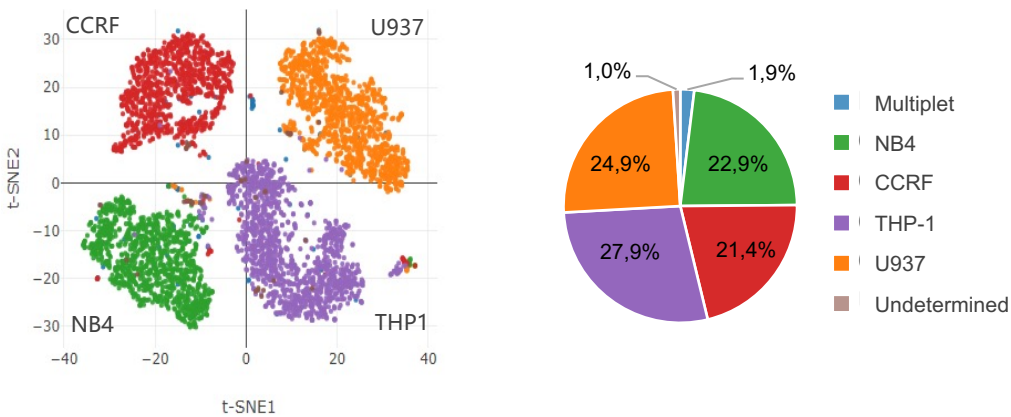 CCRF
U937
30
20
10
0
−10
−20
−30
t-SNE2
NB4
THP1
−40
−20
0
20
40
t-SNE1
1,0%
1,9%
24,9%
22,9%
27,9%
21,4%
Multiplet
NB4
CCRF
THP-1
U937
Undetermined